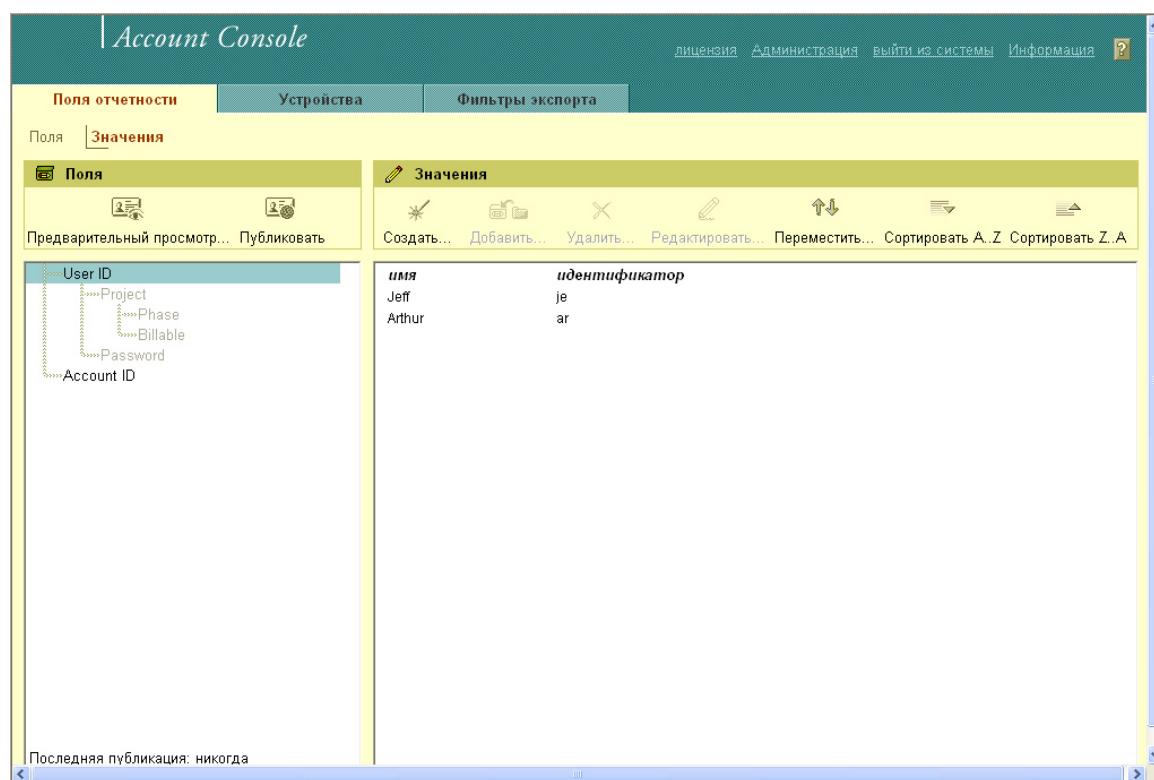 Account Console
лицензия Администрация выйти из системы Информация ?
Поля отчетности Устройства Фильтры экспорта
Поля Значения
Поля
Предварительный просмотр... Публиковать
Значения
Создать... Добавить... Удалить... Редактировать... Переместить... Сортировать A..Z Сортировать Z..A
User ID
Project
Phase
Billable
Password
Account ID
Последняя публикация: никогда
имя идентификатор
Jeff je
Arthur ar